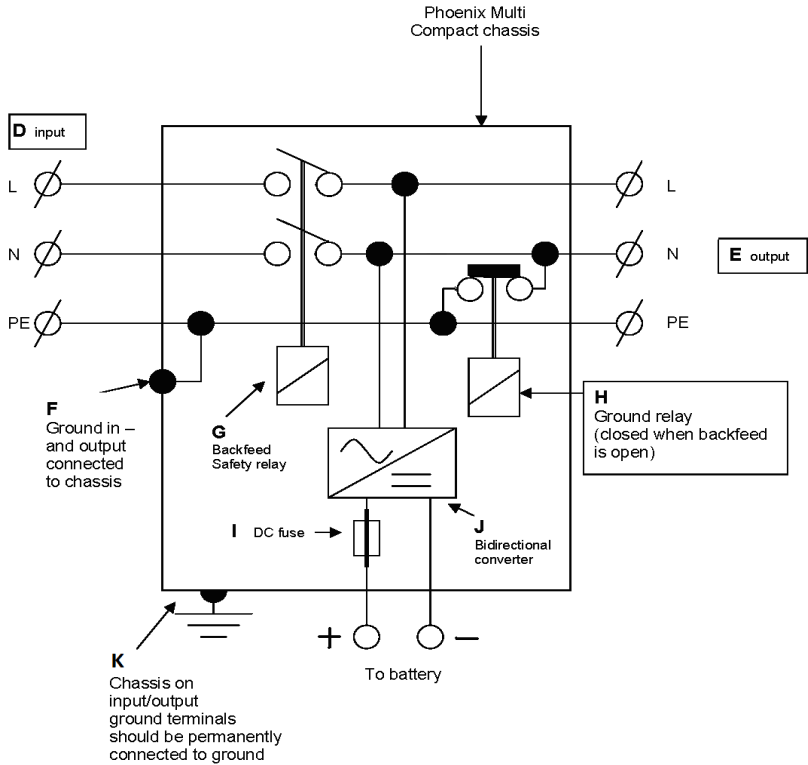 Phoenix Multi
Compact chassis
D input
L
L
N
N
E output
PE
PE
F
Ground in –
and output
connected
to chassis
G
Backfeed
Safety relay
H
Ground relay
(closed when backfeed
is open)
I DC fuse
J
Bidirectional
converter
+
–
To battery
K
Chassis on
input/output
ground terminals
should be permanently
connected to ground